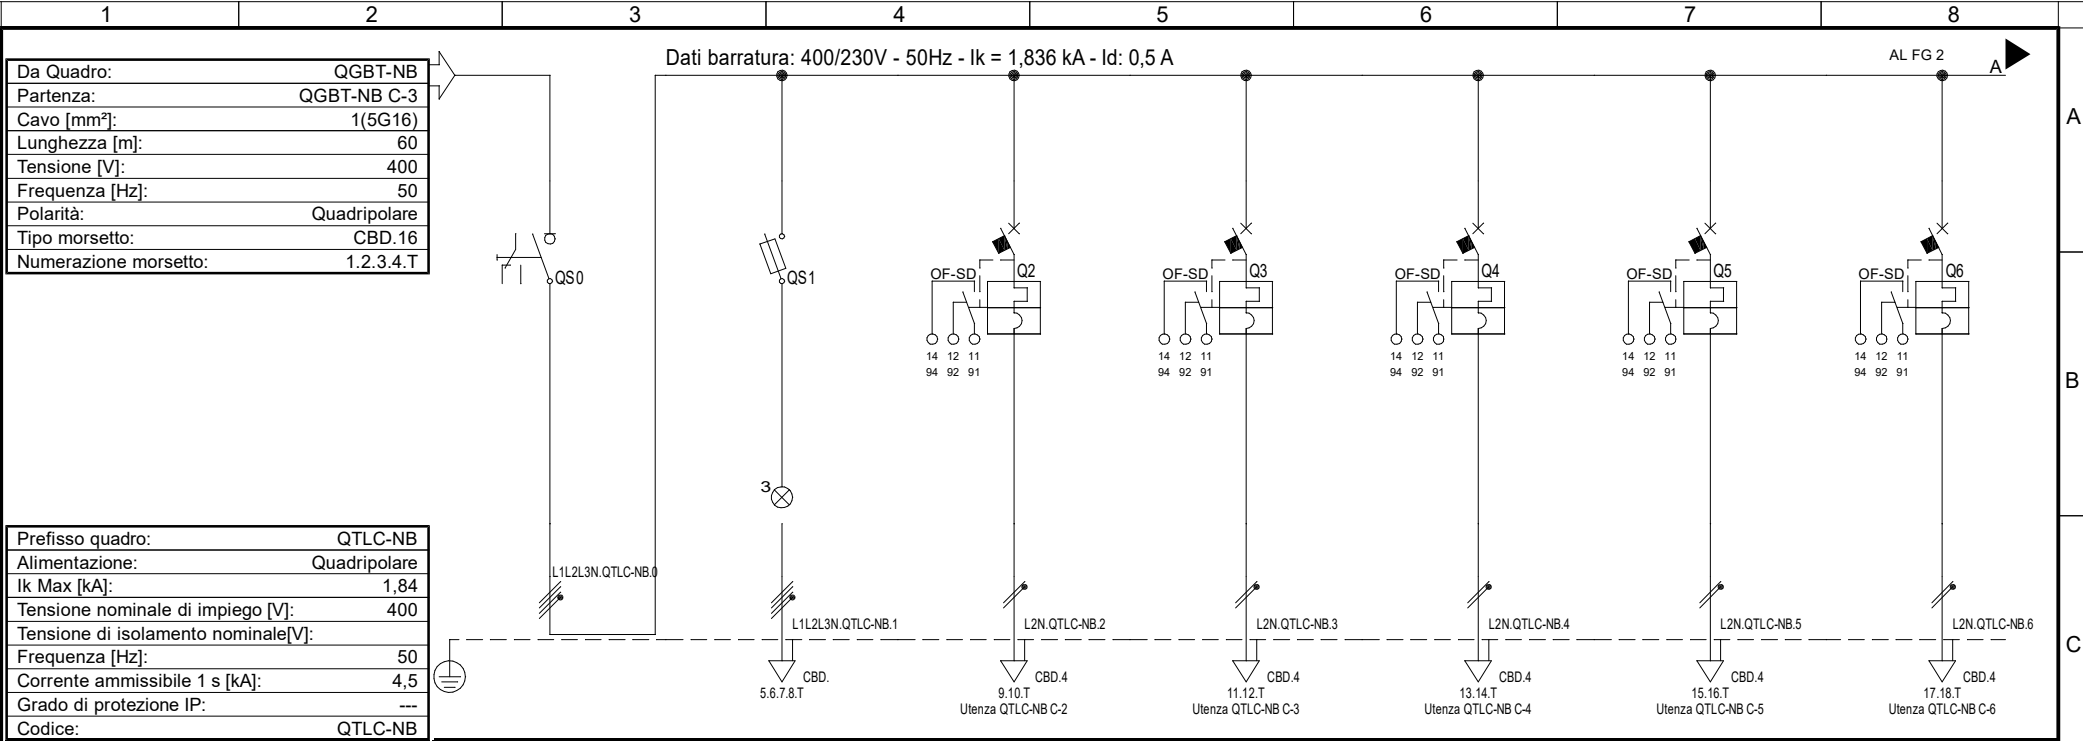 1 2 3 4 5 6 7 8
Dati barratura: 400/230V - 50Hz - Ik = 1,836 kA - Id: 0,5 A
AL FG 2
A
A
B
C
Da Quadro: QGBT-NB
Partenza: QGBT-NB C-3
Cavo [mm²]: 1(5G16)
Lunghezza [m]: 60
Tensione [V]: 400
Frequenza [Hz]: 50
Polarità: Quadripolare
Tipo morsetto: CBD.16
Numerazione morsetto: 1.2.3.4.T
QS0
QS1
OF-SD Q2
14 12 11
94 92 91
OF-SD Q3
14 12 11
94 92 91
OF-SD Q4
14 12 11
94 92 91
OF-SD Q5
14 12 11
94 92 91
OF-SD Q6
14 12 11
94 92 91
3
Prefisso quadro: QTLC-NB
Alimentazione: Quadripolare
Ik Max [kA]: 1,84
Tensione nominale di impiego [V]: 400
Tensione di isolamento nominale[V]:
Frequenza [Hz]: 50
Corrente ammissibile 1 s [kA]: 4,5
Grado di protezione IP: ---
Codice: QTLC-NB
L1L2L3N.QTLC-NB.0
L1L2L3N.QTLC-NB.1
CBD.
5.6.7.8.T
L2N.QTLC-NB.2
CBD.4
9.10.T
Utenza QTLC-NB C-2
L2N.QTLC-NB.3
CBD.4
11.12.T
Utenza QTLC-NB C-3
L2N.QTLC-NB.4
CBD.4
13.14.T
Utenza QTLC-NB C-4
L2N.QTLC-NB.5
CBD.4
15.16.T
Utenza QTLC-NB C-5
L2N.QTLC-NB.6
CBD.4
17.18.T
Utenza QTLC-NB C-6